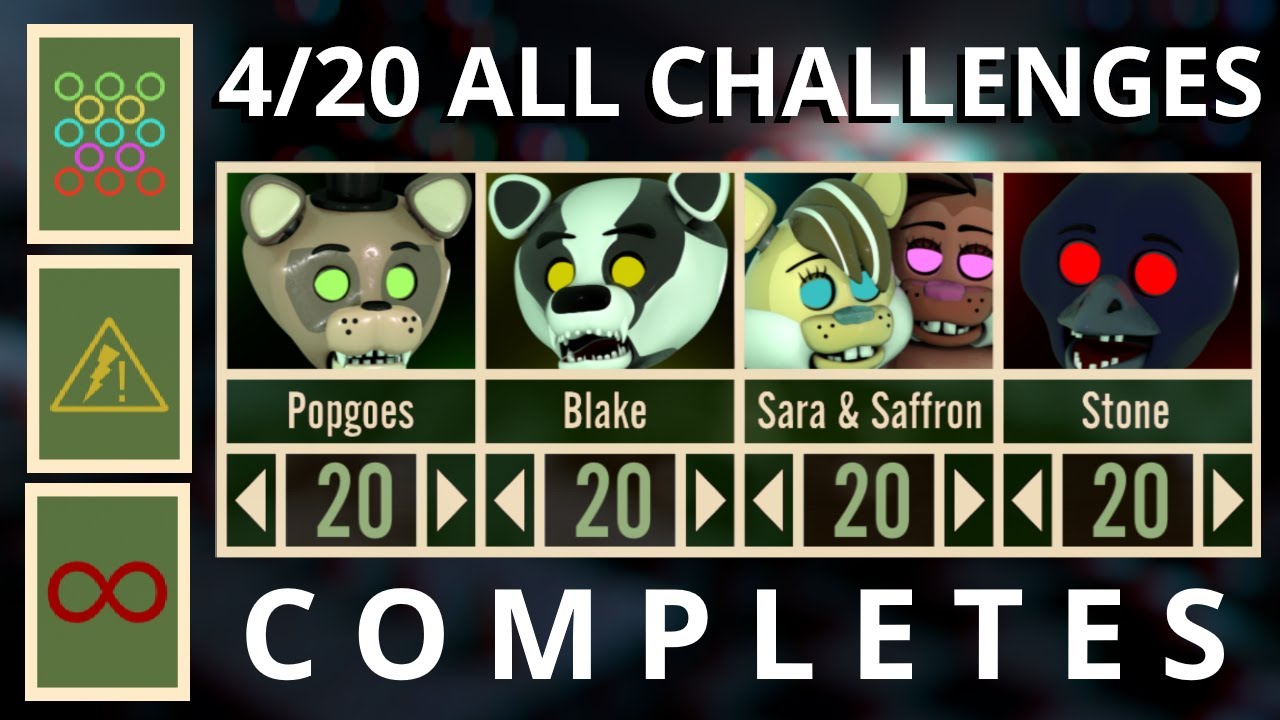 4/20 ALL CHALLENGES
Popgoes Blake Sara & Saffron Stone
20 20 20 20
!
∞
C O M P L E T E S